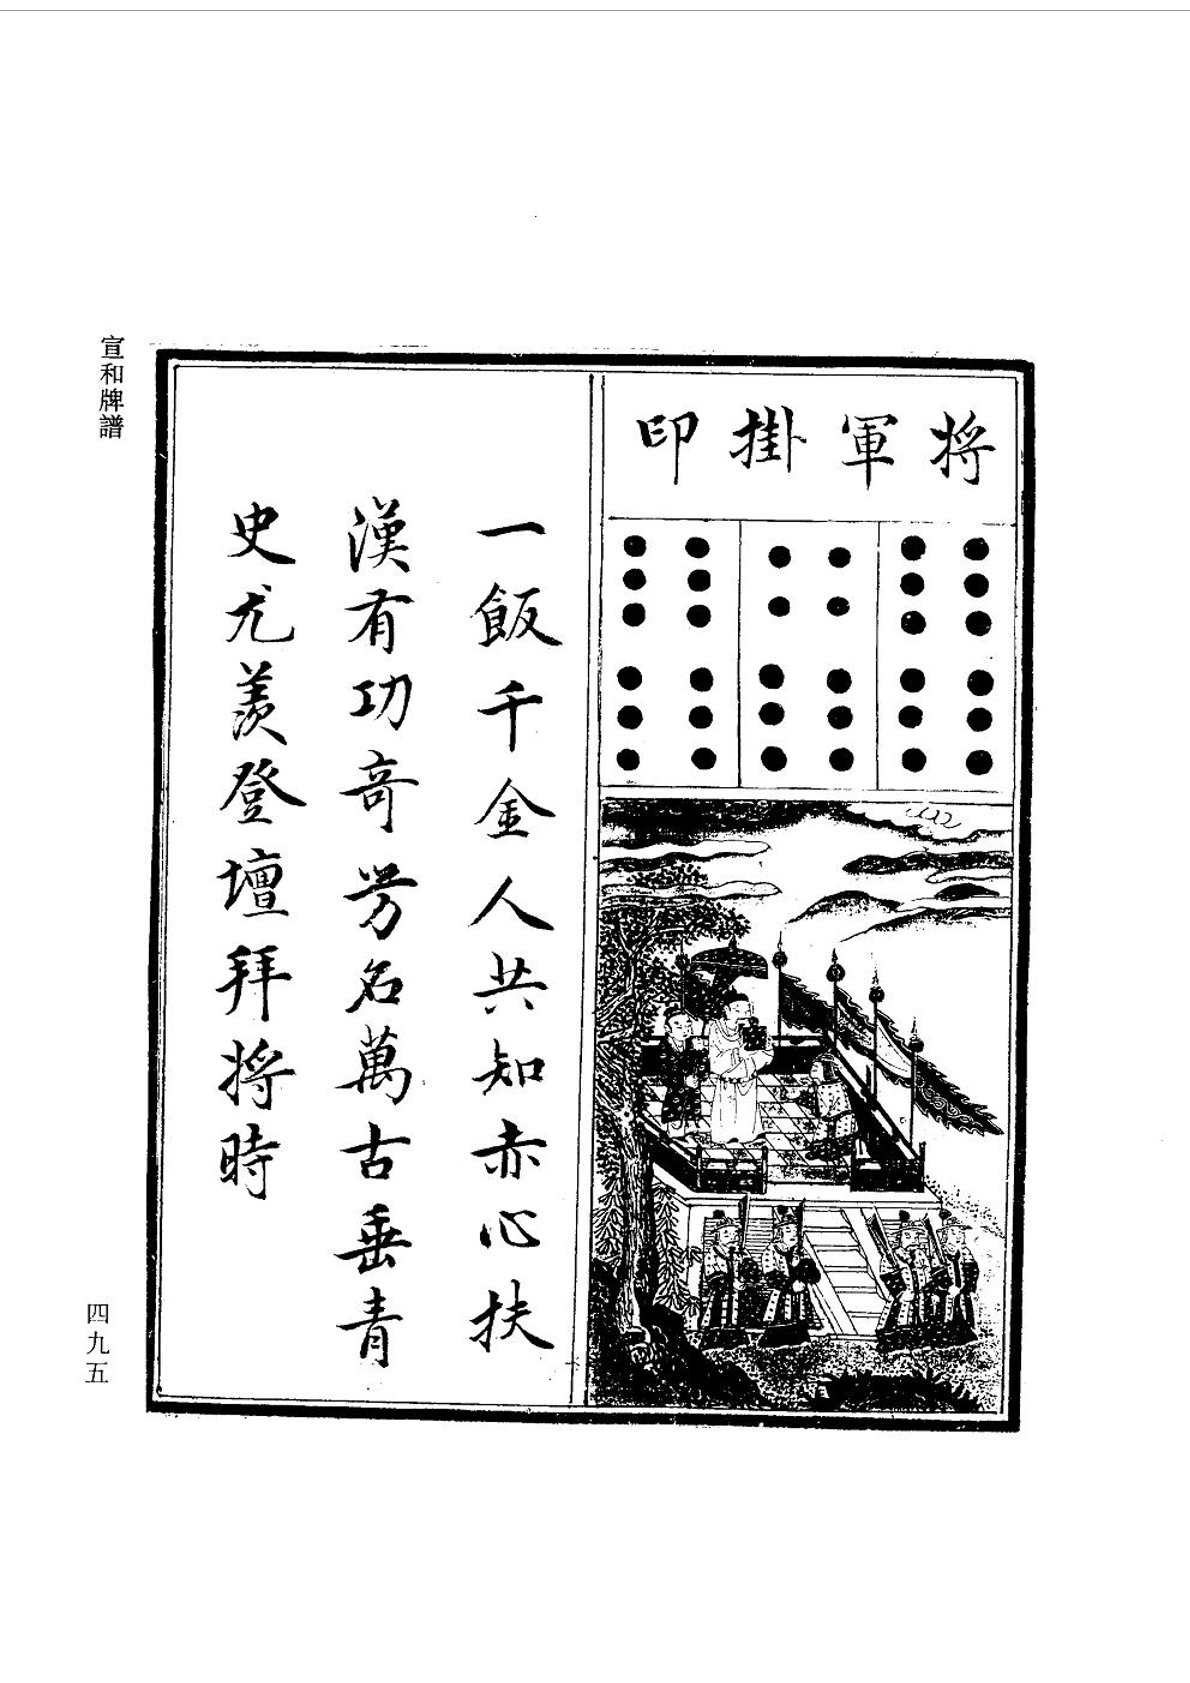 將軍掛印
一飯千金人共知赤心扶
漢有功奇芳名萬古垂青
史尤羨登壇拜將時
宣和牌譜
四九五